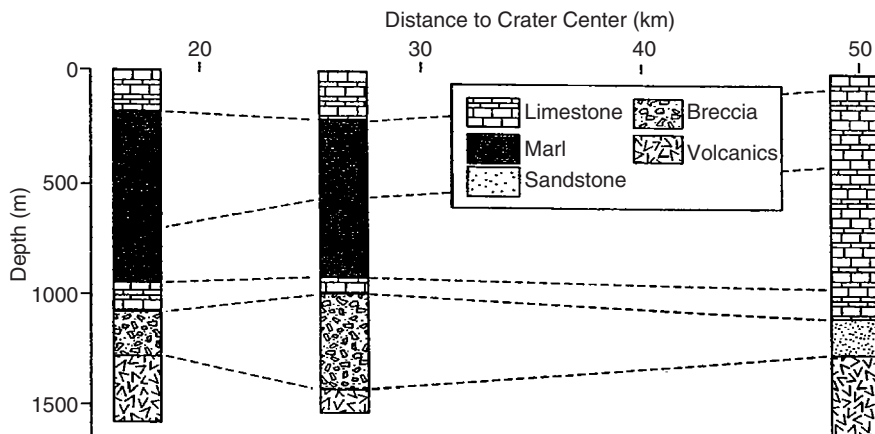 Distance to Crater Center (km)
20 30 40 50
0
500
1000
1500
Depth (m)
Limestone Breccia
Marl Volcanics
Sandstone